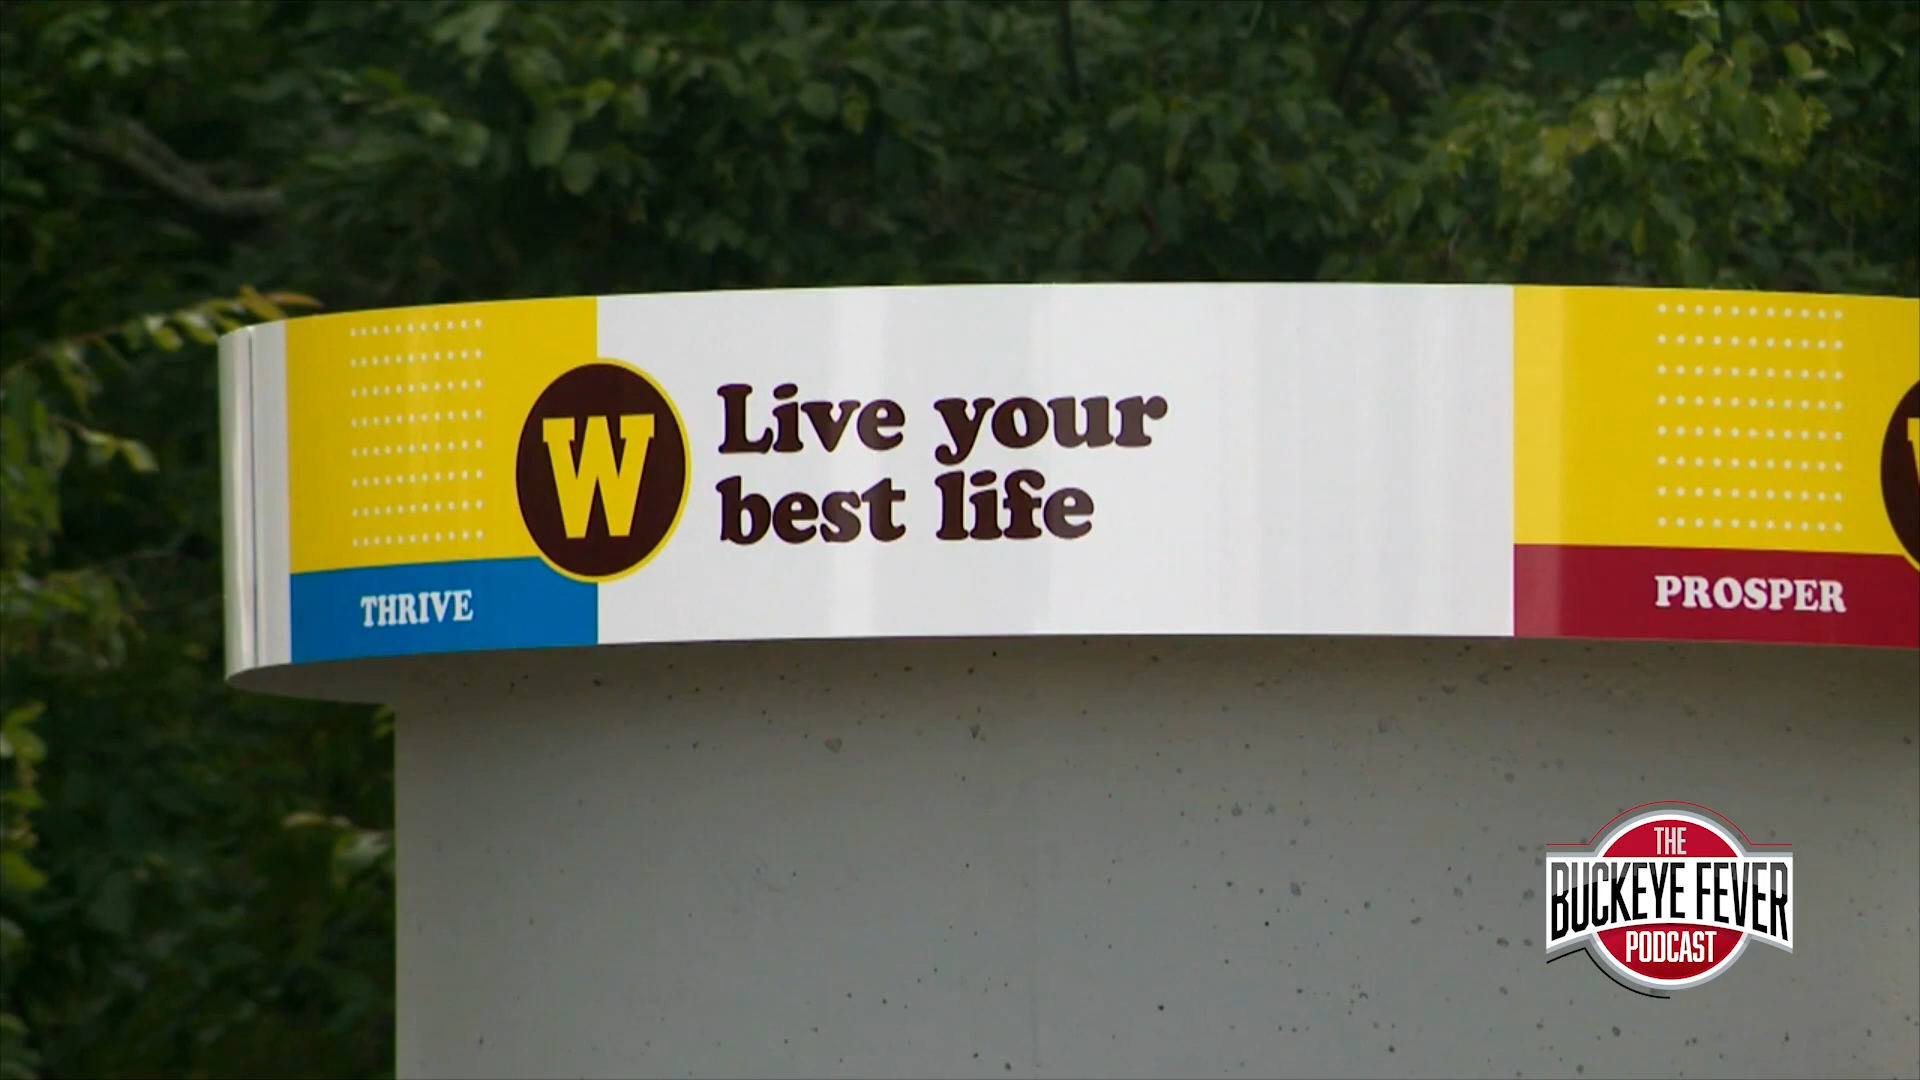 W
Live your
best life
THRIVE
PROSPER
THE
BUCKEYE FEVER
PODCAST